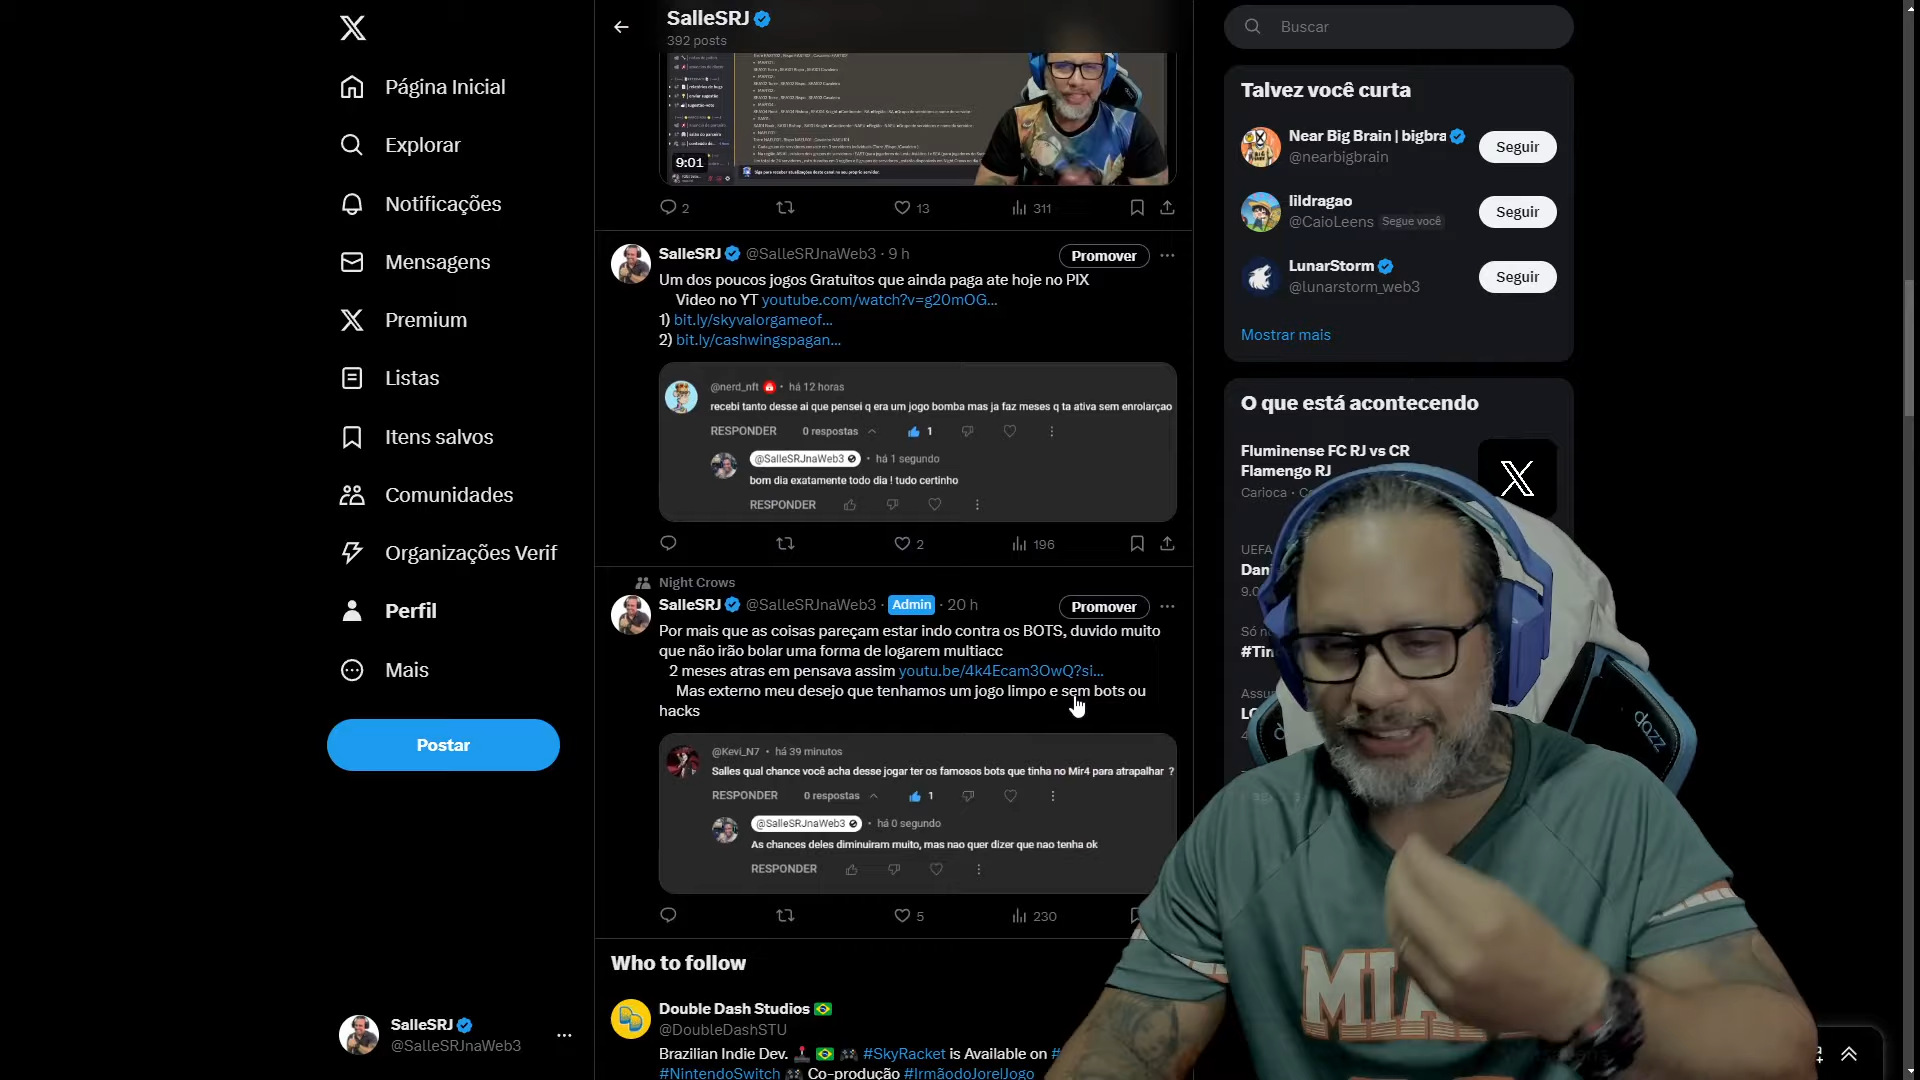 Página Inicial
Explorar
Notificações
Mensagens
Premium
Listas
Itens salvos
Comunidades
Organizações Verif
Perfil
Mais
Postar
SalleSRJ
@SalleSRJnaWeb3
SalleSRJ
392 posts
9:01
2
13
311
SalleSRJ @SalleSRJnaWeb3 · 9 h
Promover
Um dos poucos jogos Gratuitos que ainda paga ate hoje no PIX
Video no YT youtube.com/watch?v=g20mOG...
1) bit.ly/skyvalorgameof...
2) bit.ly/cashwingspagan...
@nerd_nft • há 12 horas
recebi tanto desse ai que pensei q era um jogo bomba mas ja faz meses q ta ativa sem enrolarçao
RESPONDER 0 respostas 1
@SalleSRJnaWeb3 • há 1 segundo
bom dia exatamente todo dia ! tudo certinho
RESPONDER
2
196
Night Crows
SalleSRJ @SalleSRJnaWeb3 · Admin · 20 h
Promover
Por mais que as coisas pareçam estar indo contra os BOTS, duvido muito
que não irão bolar uma forma de logarem multiacc
2 meses atras em pensava assim youtu.be/4k4Ecam3OwQ?si...
Mas externo meu desejo que tenhamos um jogo limpo e sem bots ou
hacks
@Kevi_N7 • há 39 minutos
Salles qual chance você acha desse jogar ter os famosos bots que tinha no Mir4 para atrapalhar ?
RESPONDER 0 respostas 1
@SalleSRJnaWeb3 • há 0 segundo
As chances deles diminuiram muito, mas nao quer dizer que nao tenha ok
RESPONDER
5
230
Who to follow
Double Dash Studios
@DoubleDashSTU
Brazilian Indie Dev. #SkyRacket is Available on #
#NintendoSwitch Co-produção #IrmãodoJorelJogo
Buscar
Talvez você curta
Near Big Brain | bigbra
@nearbigbrain
Seguir
lildragao
@CaioLeens Segue você
Seguir
LunarStorm
@lunarstorm_web3
Seguir
Mostrar mais
O que está acontecendo
Fluminense FC RJ vs CR
Flamengo RJ
Carioca
UEFA
Dani
9.0
Só n
#Tin
Assu
dazz